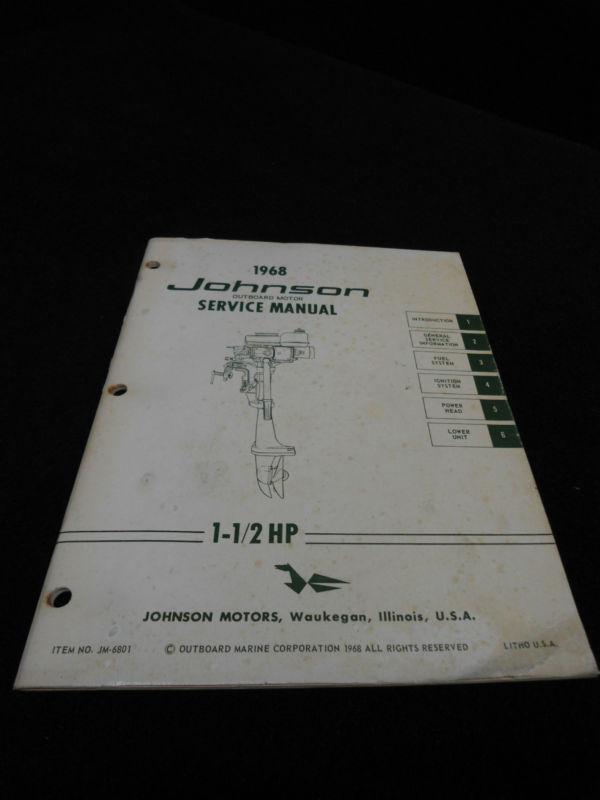 1968
Johnson
OUTBOARD MOTOR
SERVICE MANUAL
INTRODUCTION 1
GENERAL
SERVICE
INFORMATION 2
FUEL
SYSTEM 3
IGNITION
SYSTEM 4
POWER
HEAD 5
LOWER
UNIT 6
1-1/2 HP
JOHNSON MOTORS, Waukegan, Illinois, U.S.A.
ITEM NO. JM-6801 © OUTBOARD MARINE CORPORATION 1968 ALL RIGHTS RESERVED LITHO U.S.A.